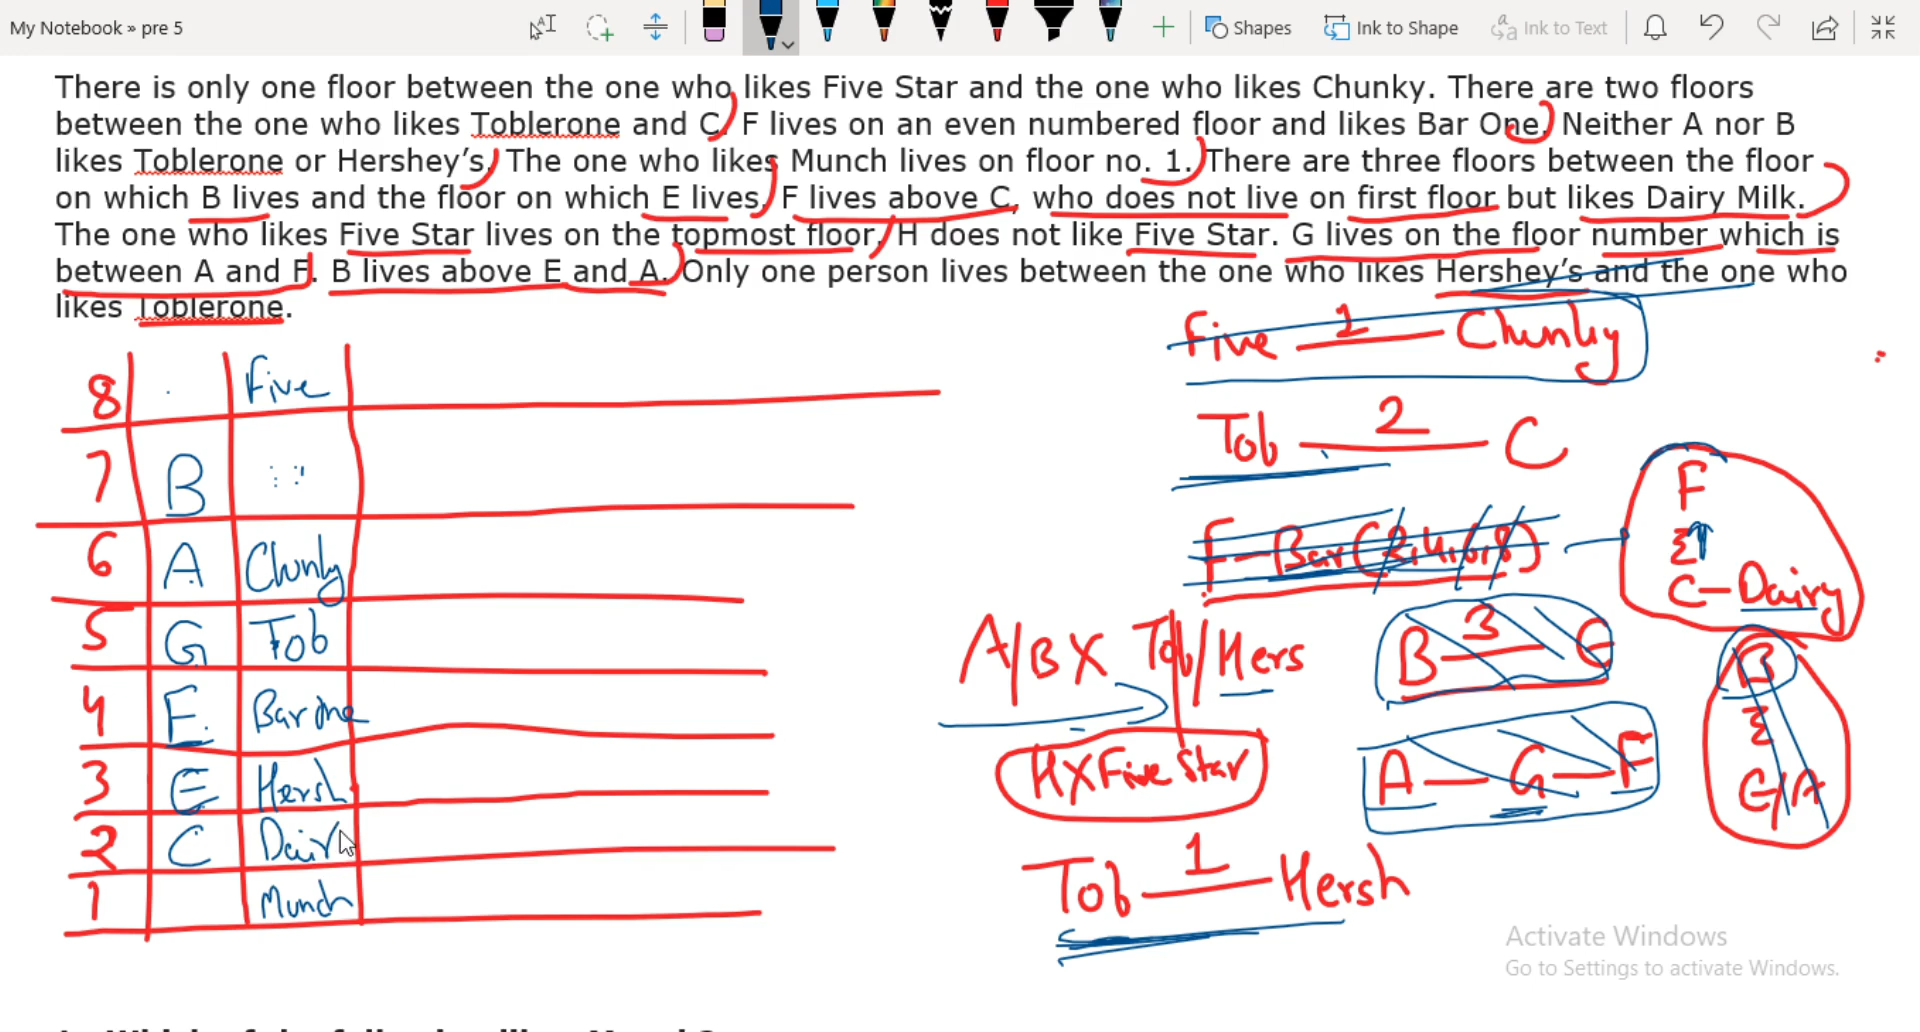 My Notebook » pre 5
Shapes
Ink to Shape
Ink to Text
There is only one floor between the one who likes Five Star and the one who likes Chunky. There are two floors
between the one who likes Toblerone and C. F lives on an even numbered floor and likes Bar One. Neither A nor B
likes Toblerone or Hershey's. The one who likes Munch lives on floor no. 1. There are three floors between the floor
on which B lives and the floor on which E lives. F lives above C, who does not live on first floor but likes Dairy Milk.
The one who likes Five Star lives on the topmost floor. H does not like Five Star. G lives on the floor number which is
between A and F. B lives above E and A. Only one person lives between the one who likes Hershey's and the one who
likes Toblerone.
8 Five
7 B
6 A Chunky
5 G Tob
4 F. Bar One
3 E Hersh
2 C Dair
1 Munch
Five 1 Chunky
Tob 2 C
F - Bar (2,4,6,8)
F
E
C - Dairy
A/B X Tob/Hers
B 3 E
B
E
G/A
H X Five Star
A - G - F
Tob 1 Hersh
Activate Windows
Go to Settings to activate Windows.